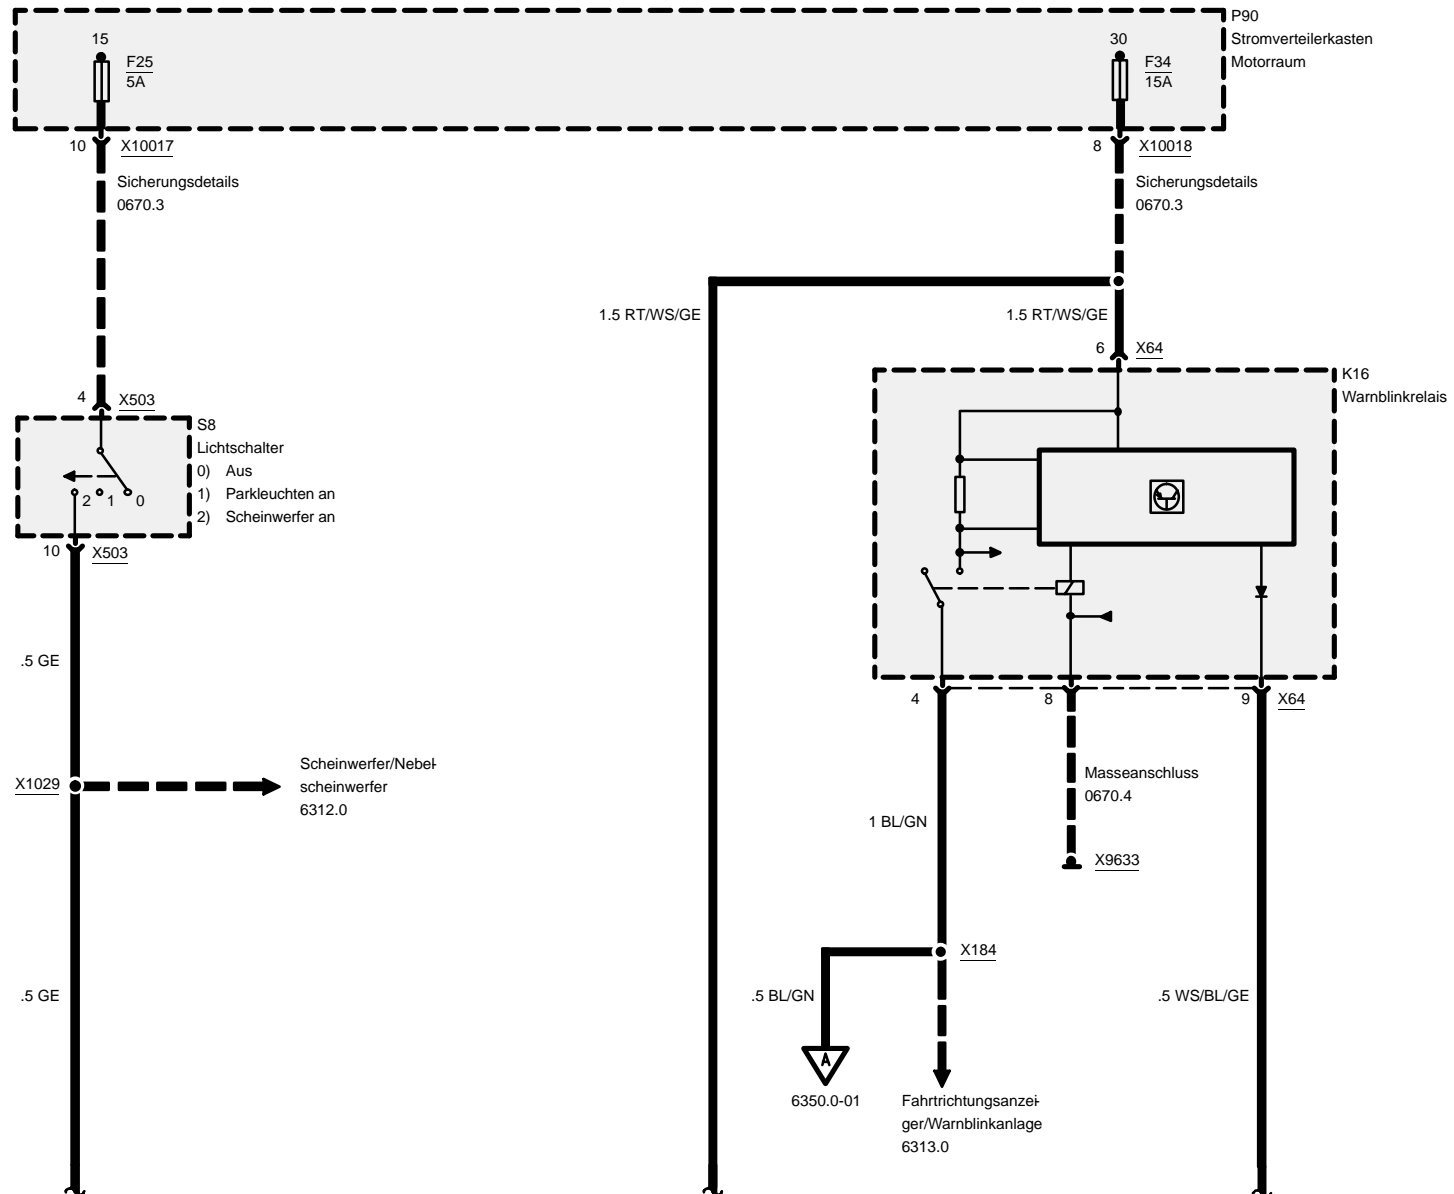 P90
Stromverteilerkasten
Motorraum
15
F25
5A
30
F34
15A
10
X10017
8
X10018
Sicherungsdetails
0670.3
Sicherungsdetails
0670.3
1.5 RT/WS/GE
1.5 RT/WS/GE
6
X64
K16
Warnblinkrelais
4
X503
S8
Lichtschalter
0) Aus
1) Parkleuchten an
2) Scheinwerfer an
2
1
0
10
X503
.5 GE
4
8
9
X64
X1029
Scheinwerfer/Nebel-
scheinwerfer
6312.0
Masseanschluss
0670.4
1 BL/GN
X9633
X184
.5 GE
.5 BL/GN
.5 WS/BL/GE
A
6350.0-01
Fahrtrichtungsanzei-
ger/Warnblinkanlage
6313.0